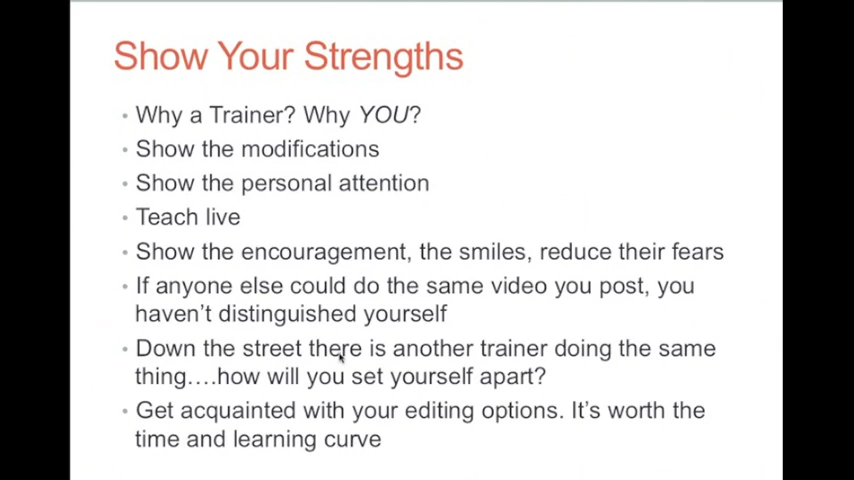 Show Your Strengths
• Why a Trainer? Why YOU?
• Show the modifications
• Show the personal attention
• Teach live
• Show the encouragement, the smiles, reduce their fears
• If anyone else could do the same video you post, you
haven’t distinguished yourself
• Down the street there is another trainer doing the same
thing….how will you set yourself apart?
• Get acquainted with your editing options. It’s worth the
time and learning curve